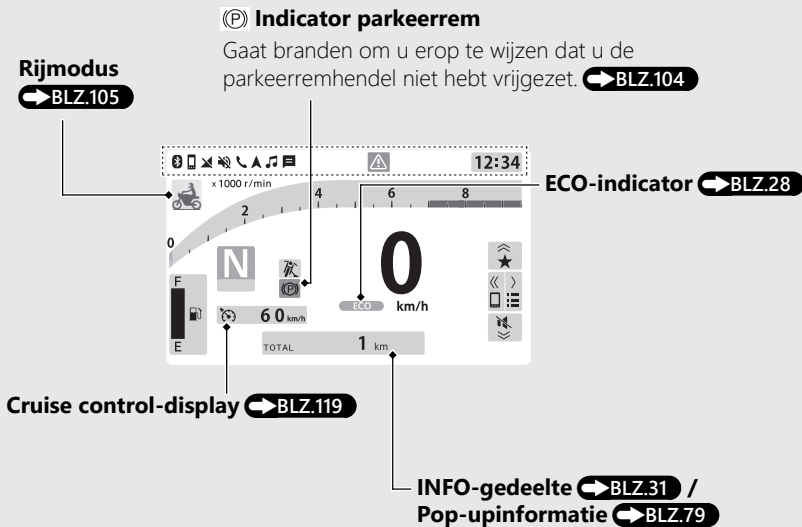 Indicator parkeerrem
Gaat branden om u erop te wijzen dat u de
parkeerremhendel niet hebt vrijgezet. BLZ.104
Rijmodus
BLZ.105
12:34
x 1000 r/min
0 2 4 6 8
N
P
0
km/h
ECO
F
E
60 km/h
TOTAL 1 km
ECO-indicator BLZ.28
Cruise control-display BLZ.119
INFO-gedeelte BLZ.31 /
Pop-upinformatie BLZ.79